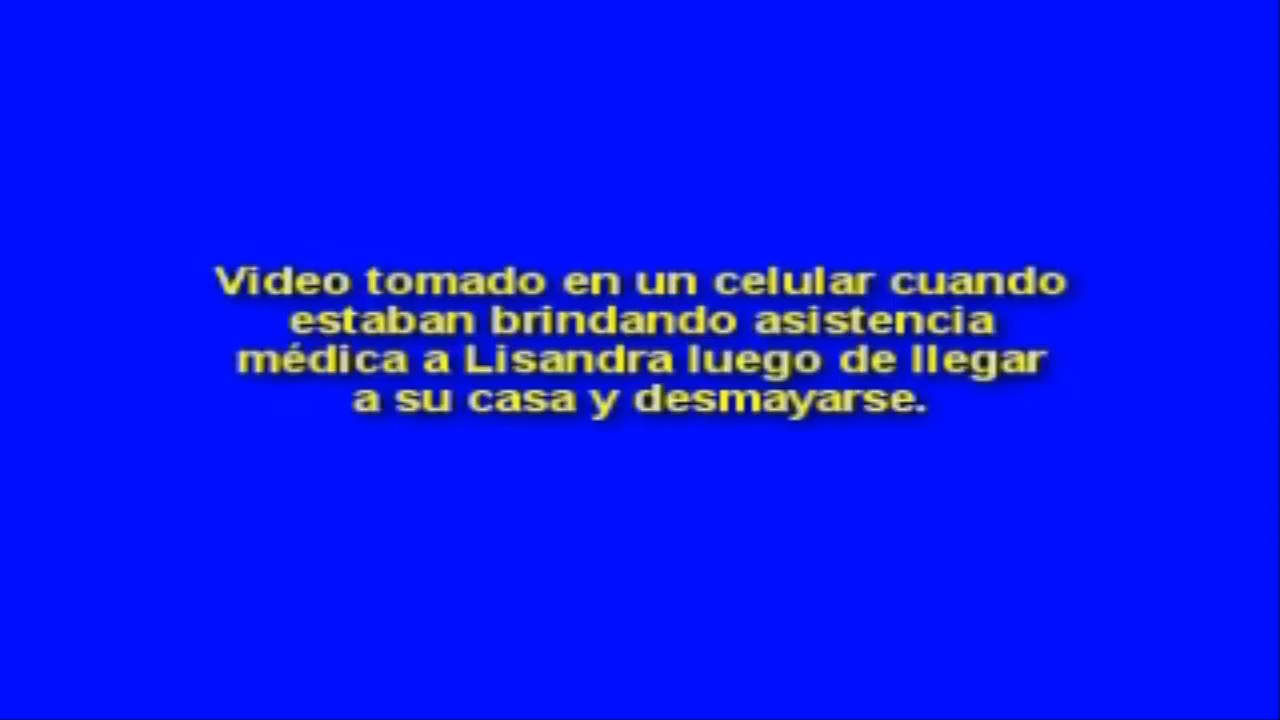 Video tomado en un celular cuando
estaban brindando asistencia
médica a Lisandra luego de llegar
a su casa y desmayarse.